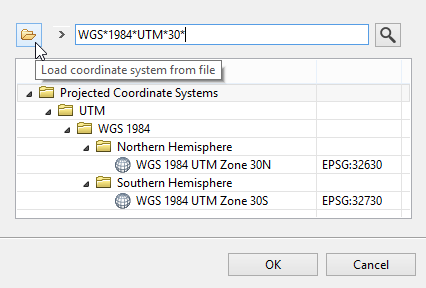 WGS*1984*UTM*30*
Load coordinate system from file
Projected Coordinate Systems
UTM
WGS 1984
Northern Hemisphere
WGS 1984 UTM Zone 30N EPSG:32630
Southern Hemisphere
WGS 1984 UTM Zone 30S EPSG:32730
OK Cancel